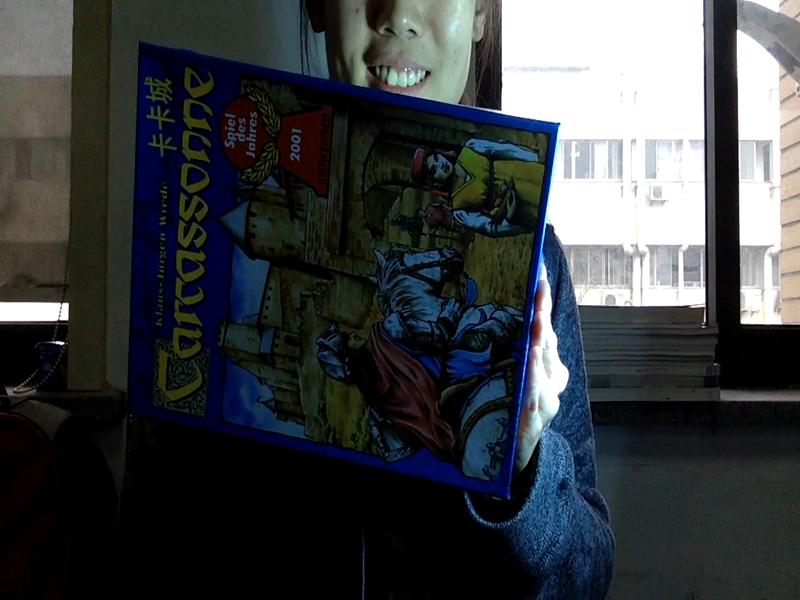 卡卡城
Klaus-Jürgen Wrede
Carcassonne
Spiel
des
Jahres
2001